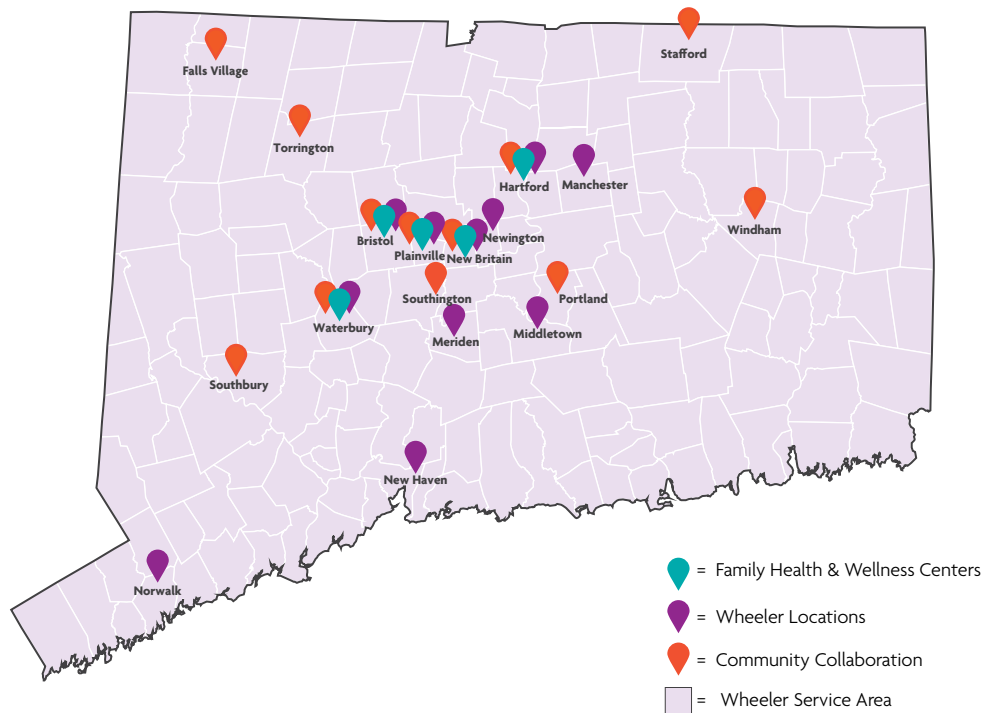 Stafford
Falls Village
Torrington
Hartford
Manchester
Windham
Bristol
Newington
Plainville
New Britain
Southington
Portland
Waterbury
Meriden
Middletown
Southbury
New Haven
Norwalk
= Family Health & Wellness Centers
= Wheeler Locations
= Community Collaboration
= Wheeler Service Area